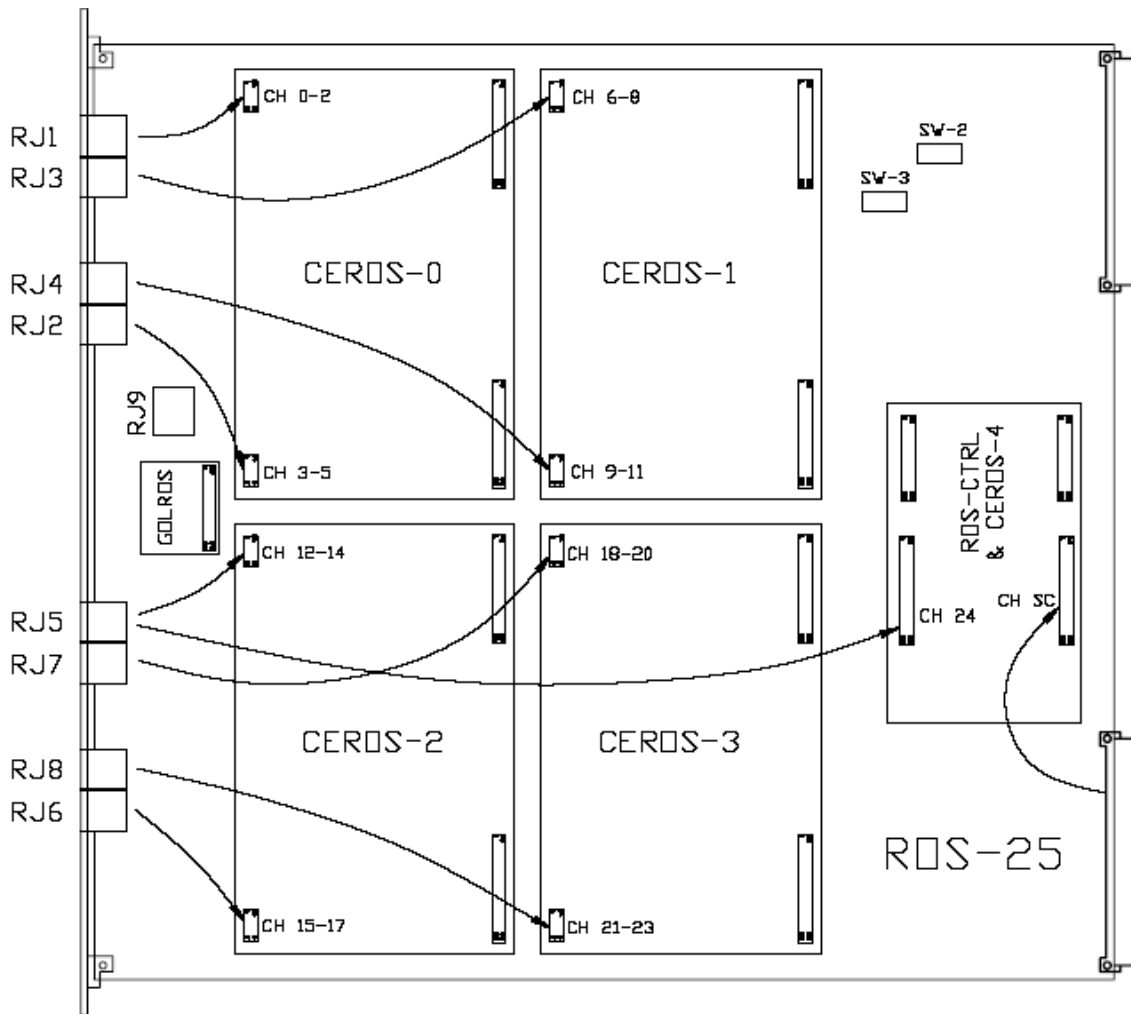 CH 0-2
CH 6-8
RJ1
SW-2
RJ3
SW-3
CEROS-0
CEROS-1
RJ4
RJ2
RJ9
CH 3-5
CH 9-11
GOLROS
ROS-CTRL
& CEROS-4
CH 12-14
CH 18-20
CH SC
CH 24
RJ5
RJ7
CEROS-2
CEROS-3
RJ8
RJ6
ROS-25
CH 15-17
CH 21-23